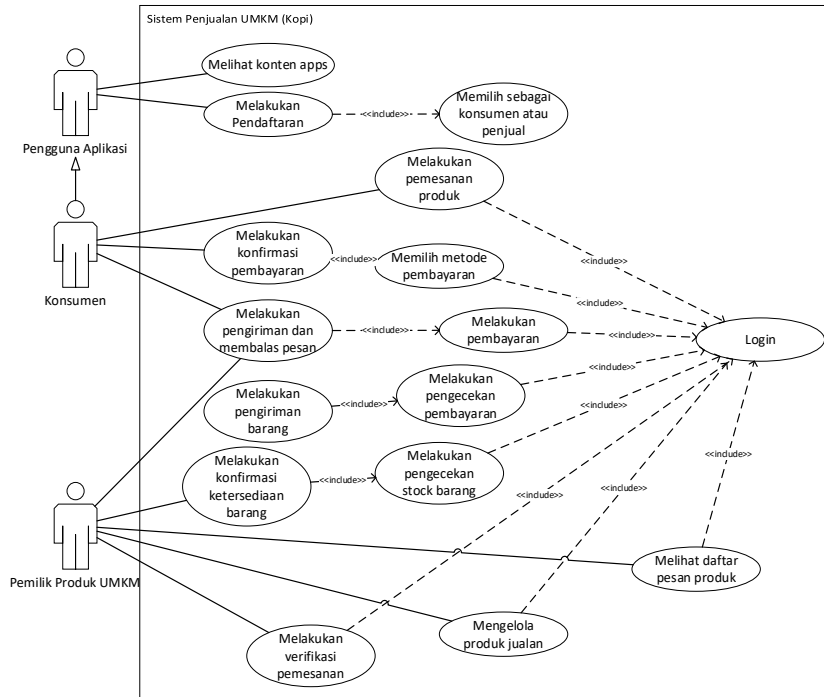 Sistem Penjualan UMKM (Kopi)
Melihat konten apps
Melakukan
Pendaftaran
<<include>>
Memilih sebagai
konsumen atau
penjual
Pengguna Aplikasi
Melakukan
pemesanan
produk
Melakukan
konfirmasi
pembayaran
<<include>>
Memilih metode
pembayaran
<<include>>
<<include>>
Konsumen
Melakukan
pengiriman dan
membalas pesan
<<include>>
Melakukan
pembayaran
<<include>>
Login
Melakukan
pengiriman
barang
<<include>>
Melakukan
pengecekan
pembayaran
<<include>>
Melakukan
konfirmasi
ketersediaan
barang
<<include>>
Melakukan
pengecekan
stock barang
<<include>>
<<include>>
<<include>>
<<include>>
Pemilik Produk UMKM
Melihat daftar
pesan produk
Melakukan
verifikasi
pemesanan
Mengelola
produk jualan